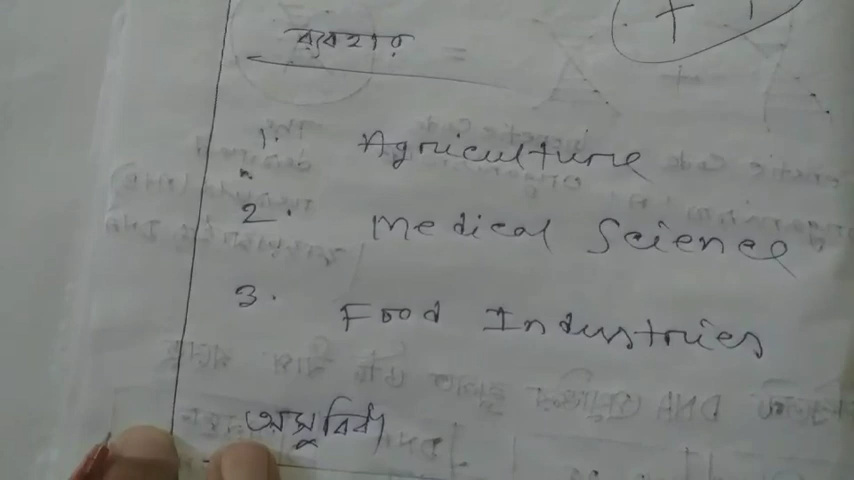 ব্যবহার
1. Agriculture
2. Medical Science
3. Food Industries
অসুবিধা